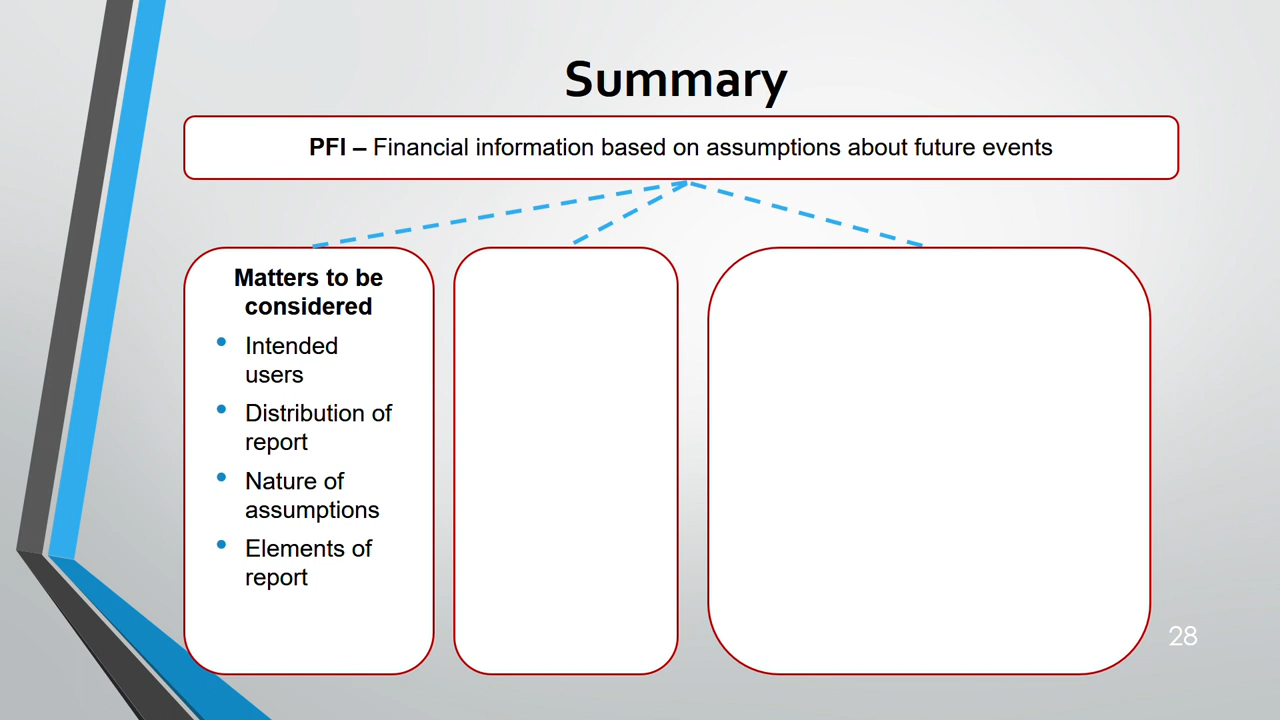 Summary
PFI – Financial information based on assumptions about future events
Matters to be
considered
• Intended
users
• Distribution of
report
• Nature of
assumptions
• Elements of
report
28